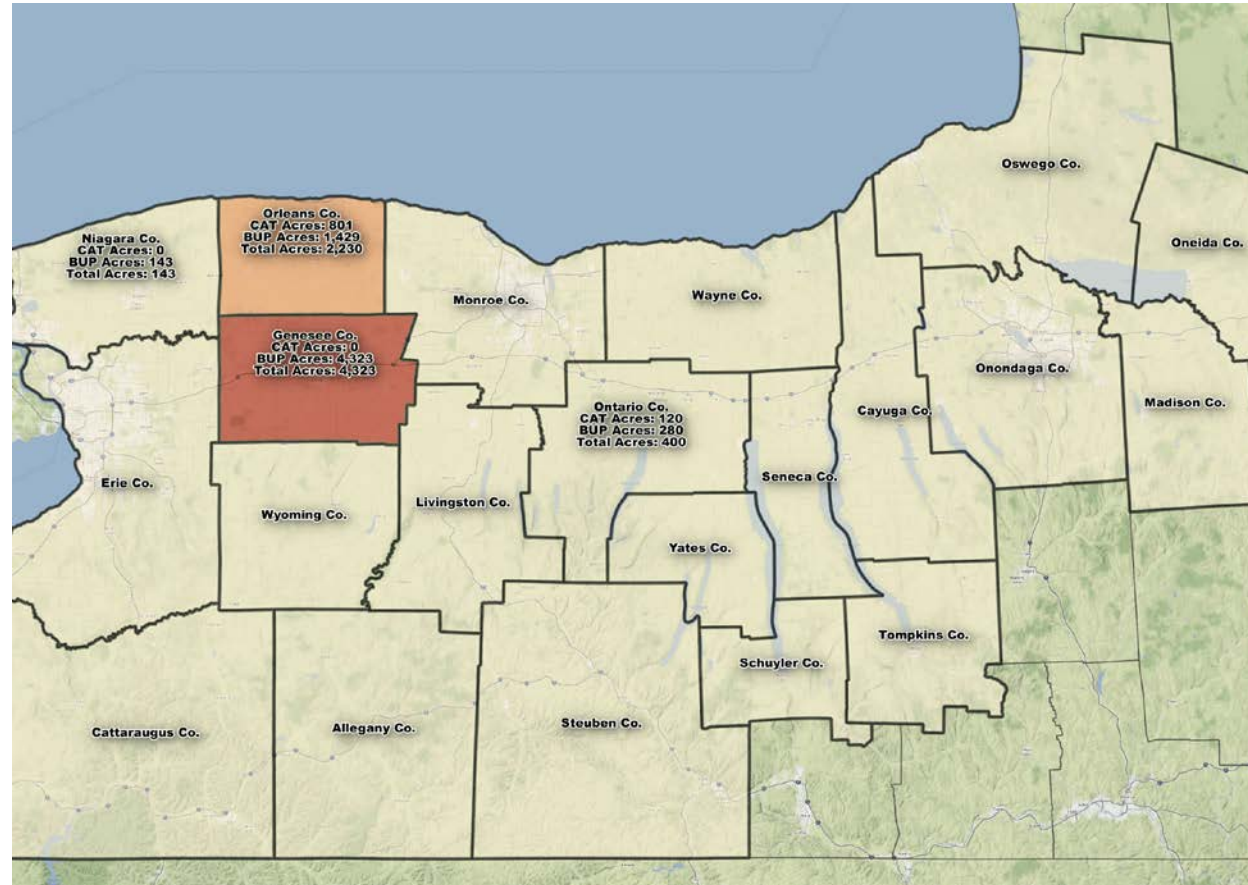 Oswego Co.
Orleans Co.
CAT Acres: 801
BUP Acres: 1,429
Total Acres: 2,230
Niagara Co.
CAT Acres: 0
BUP Acres: 143
Total Acres: 143
Oneida Co.
Monroe Co.
Wayne Co.
Genesee Co.
CAT Acres: 0
BUP Acres: 4,323
Total Acres: 4,323
Onondaga Co.
Madison Co.
Ontario Co.
CAT Acres: 120
BUP Acres: 280
Total Acres: 400
Cayuga Co.
Erie Co.
Seneca Co.
Livingston Co.
Wyoming Co.
Yates Co.
Tompkins Co.
Schuyler Co.
Steuben Co.
Allegany Co.
Cattaraugus Co.